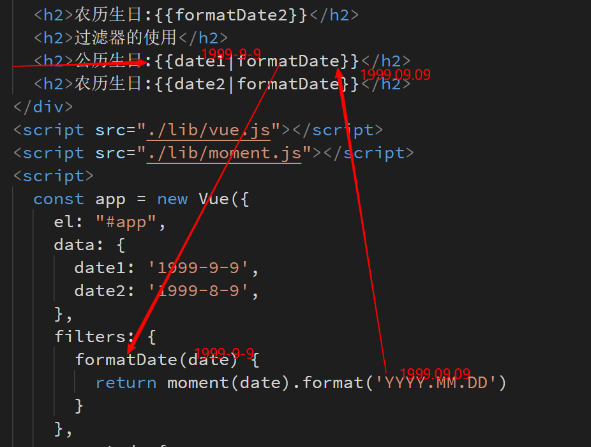 <h2>农历生日:{{formatDate2}}</h2>
<h2>过滤器的使用</h2>
1999-9-9
<h2>公历生日:{{date1|formatDate}}</h2>
1999.09.09
<h2>农历生日:{{date2|formatDate}}</h2>
</div>
<script src="./lib/vue.js"></script>
<script src="./lib/moment.js"></script>
<script>
const app = new Vue({
el: "#app",
data: {
date1: '1999-9-9',
date2: '1999-8-9',
},
filters: {
formatDate(date) {
1999-9-9
1999.09.09
return moment(date).format('YYYY.MM.DD')
}
},